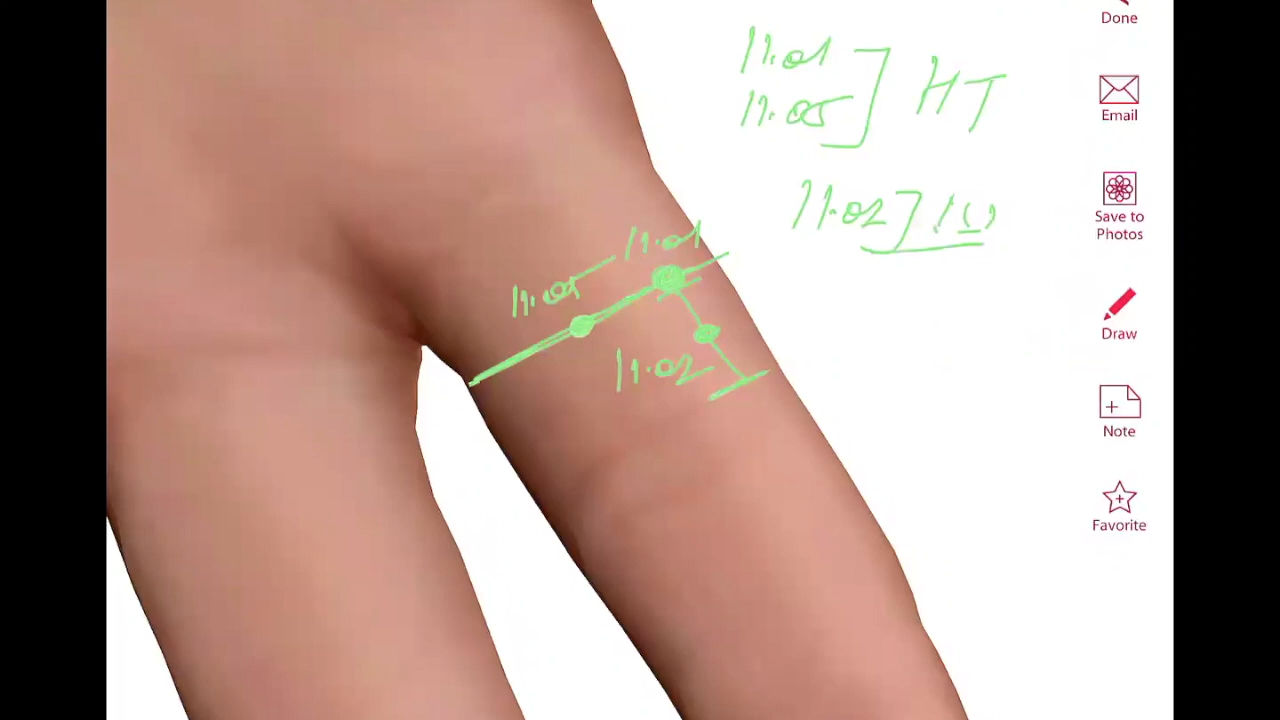 11.01
11.05
HT
11.02
11.01
11.05
11.02
Done
Email
Save to
Photos
Draw
Note
Favorite